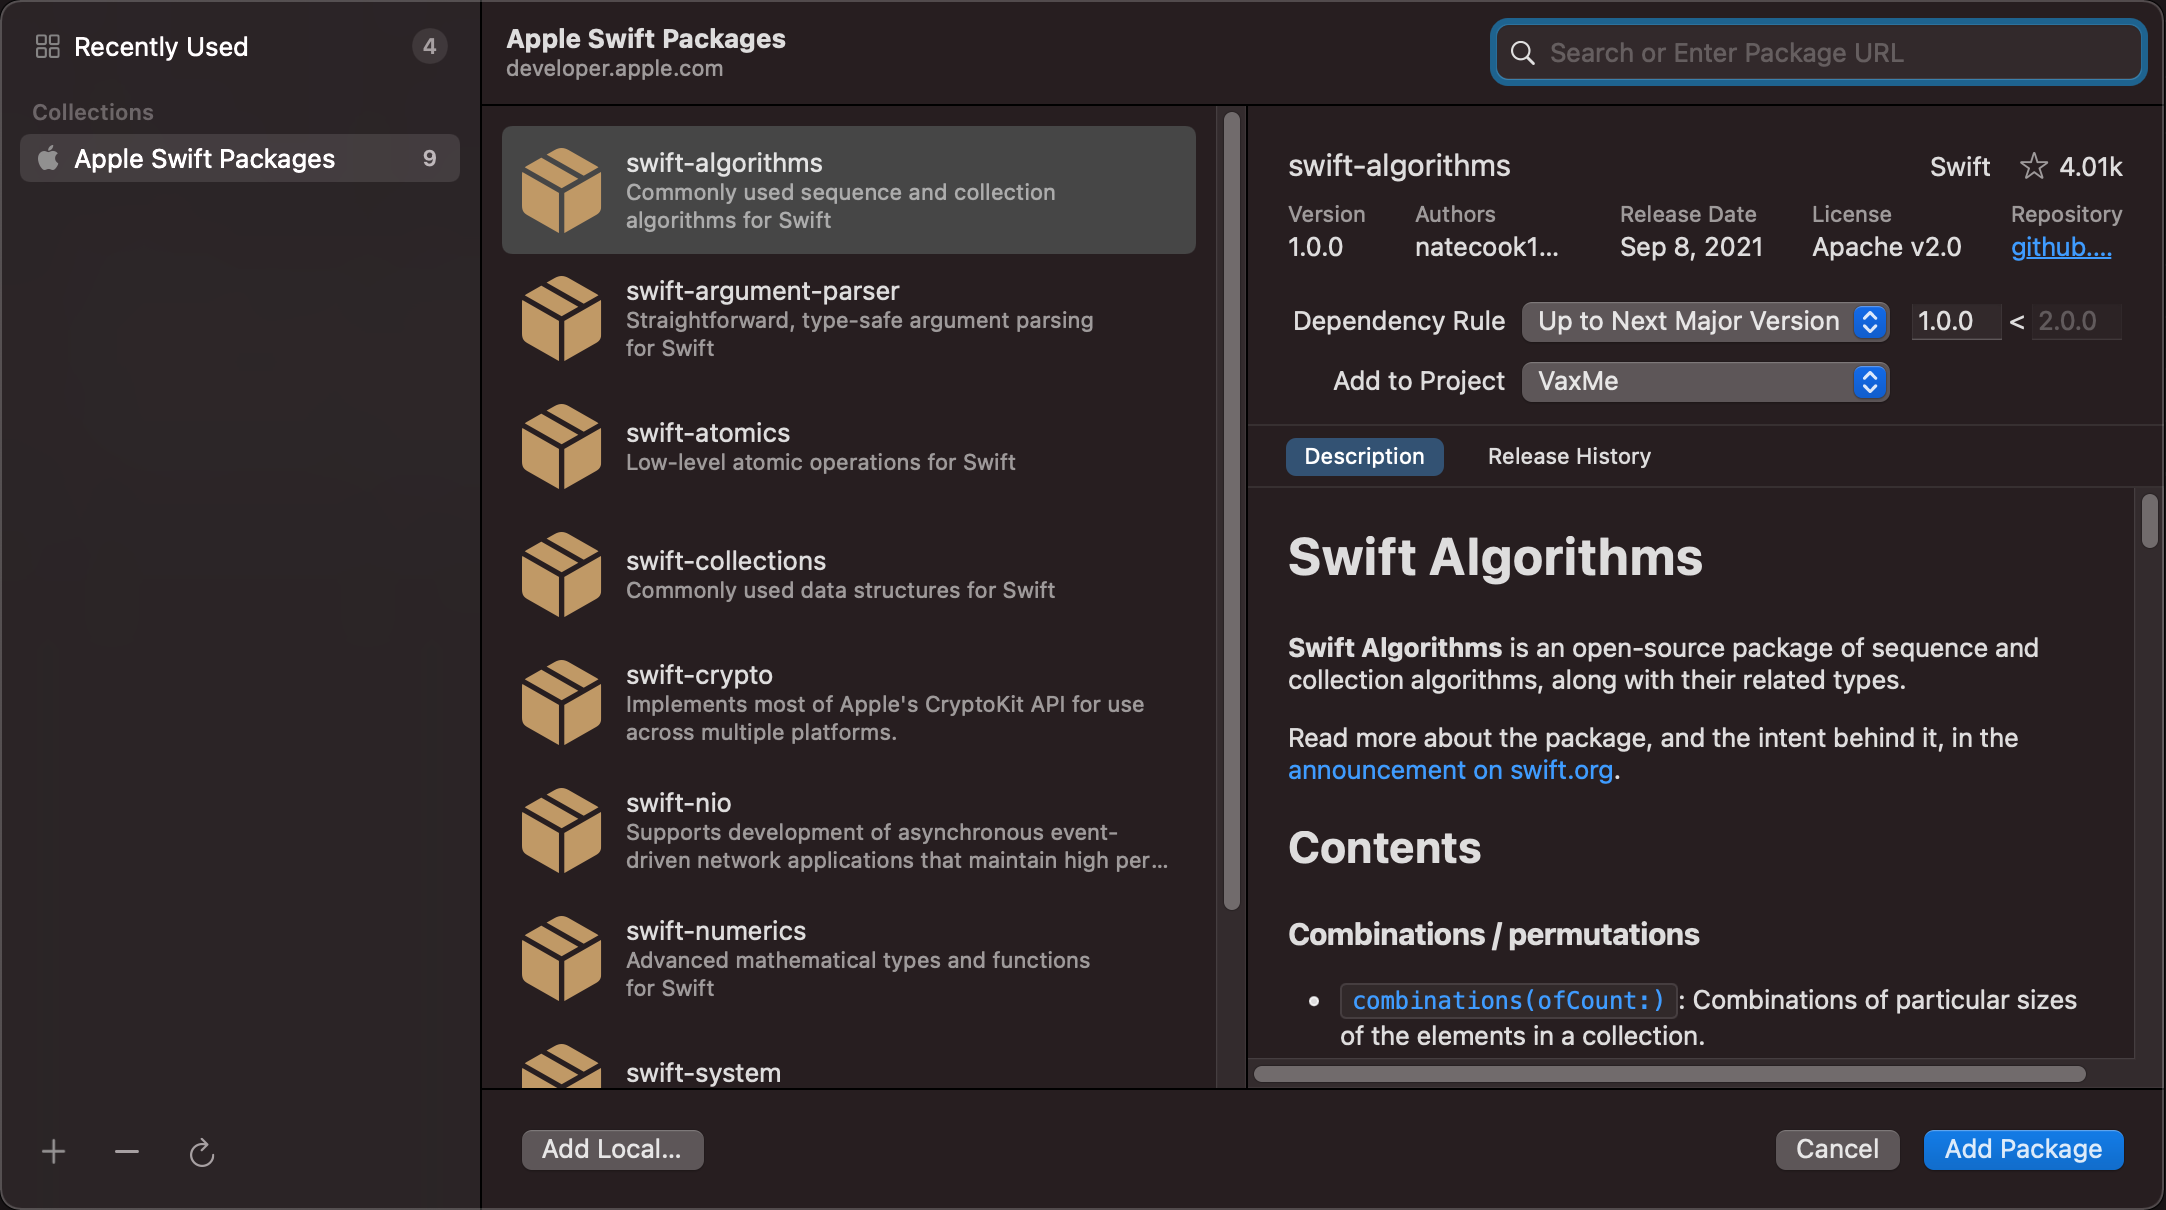 Recently Used
4
Collections
Apple Swift Packages
9
Apple Swift Packages
developer.apple.com
Search or Enter Package URL
swift-algorithms
Commonly used sequence and collection
algorithms for Swift
swift-argument-parser
Straightforward, type-safe argument parsing
for Swift
swift-atomics
Low-level atomic operations for Swift
swift-collections
Commonly used data structures for Swift
swift-crypto
Implements most of Apple's CryptoKit API for use
across multiple platforms.
swift-nio
Supports development of asynchronous event-
driven network applications that maintain high per...
swift-numerics
Advanced mathematical types and functions
for Swift
swift-system
swift-algorithms
Swift
4.01k
Version
Authors
Release Date
License
Repository
1.0.0
natecook1...
Sep 8, 2021
Apache v2.0
github....
Dependency Rule
Up to Next Major Version
1.0.0 < 2.0.0
Add to Project
VaxMe
Description
Release History
Swift Algorithms
Swift Algorithms is an open-source package of sequence and
collection algorithms, along with their related types.
Read more about the package, and the intent behind it, in the
announcement on swift.org.
Contents
Combinations / permutations
• combinations(ofCount:) : Combinations of particular sizes
of the elements in a collection.
Add Local...
Cancel
Add Package